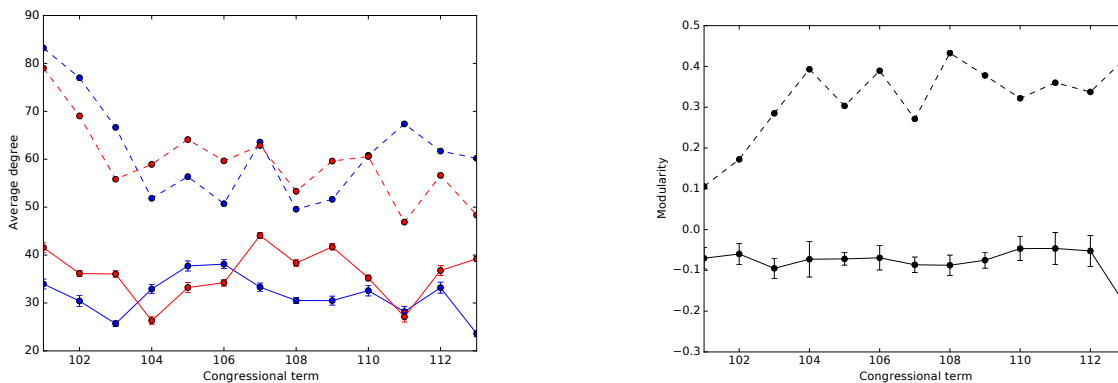 90
80
70
60
50
40
30
20
Average degree
102 104 106 108 110 112
Congressional term
0.5
0.4
0.3
0.2
0.1
0.0
−0.1
−0.2
−0.3
Modularity
102 104 106 108 110 112
Congressional term